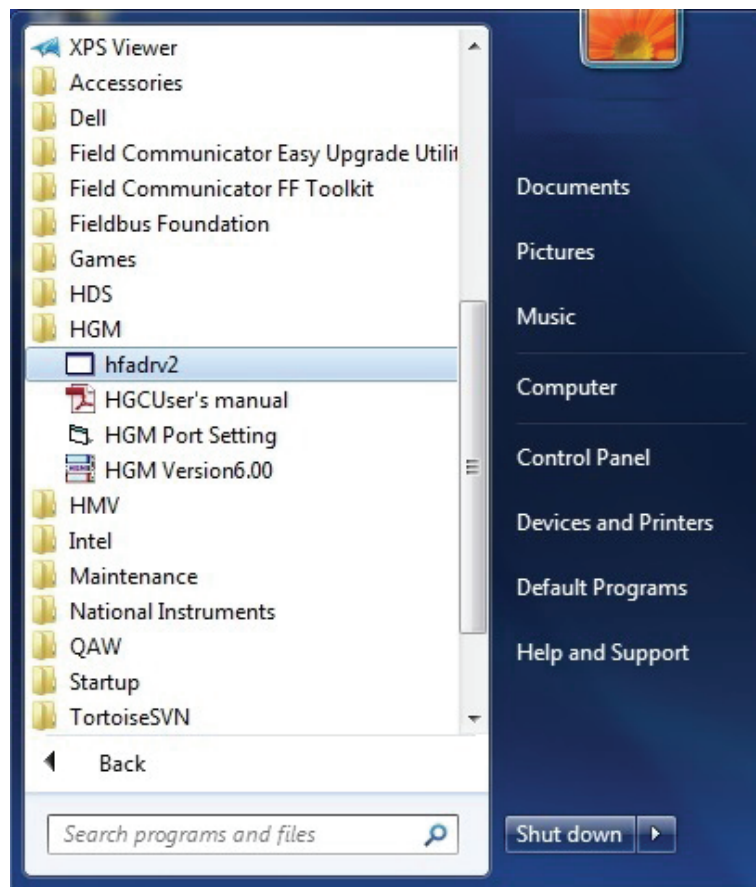 XPS Viewer
Accessories
Dell
Field Communicator Easy Upgrade Utilit
Field Communicator FF Toolkit
Fieldbus Foundation
Games
HDS
HGM
hfadrv2
HGCUser's manual
HGM Port Setting
HGM Version6.00
HMV
Intel
Maintenance
National Instruments
QAW
Startup
TortoiseSVN
Back
Search programs and files
Documents
Pictures
Music
Computer
Control Panel
Devices and Printers
Default Programs
Help and Support
Shut down